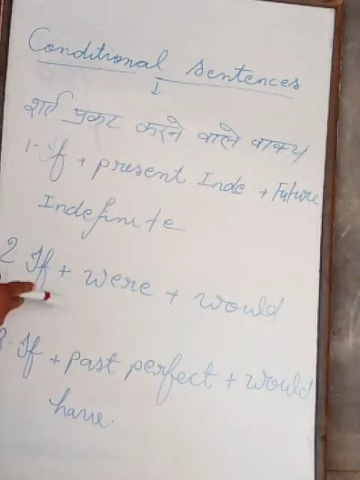 Conditional Sentences
↓
शर्त प्रकट करने वाले वाक्य
1. If + present Inde + Future
Indefinite
2. If + were + would
3. If + past perfect + would
have.